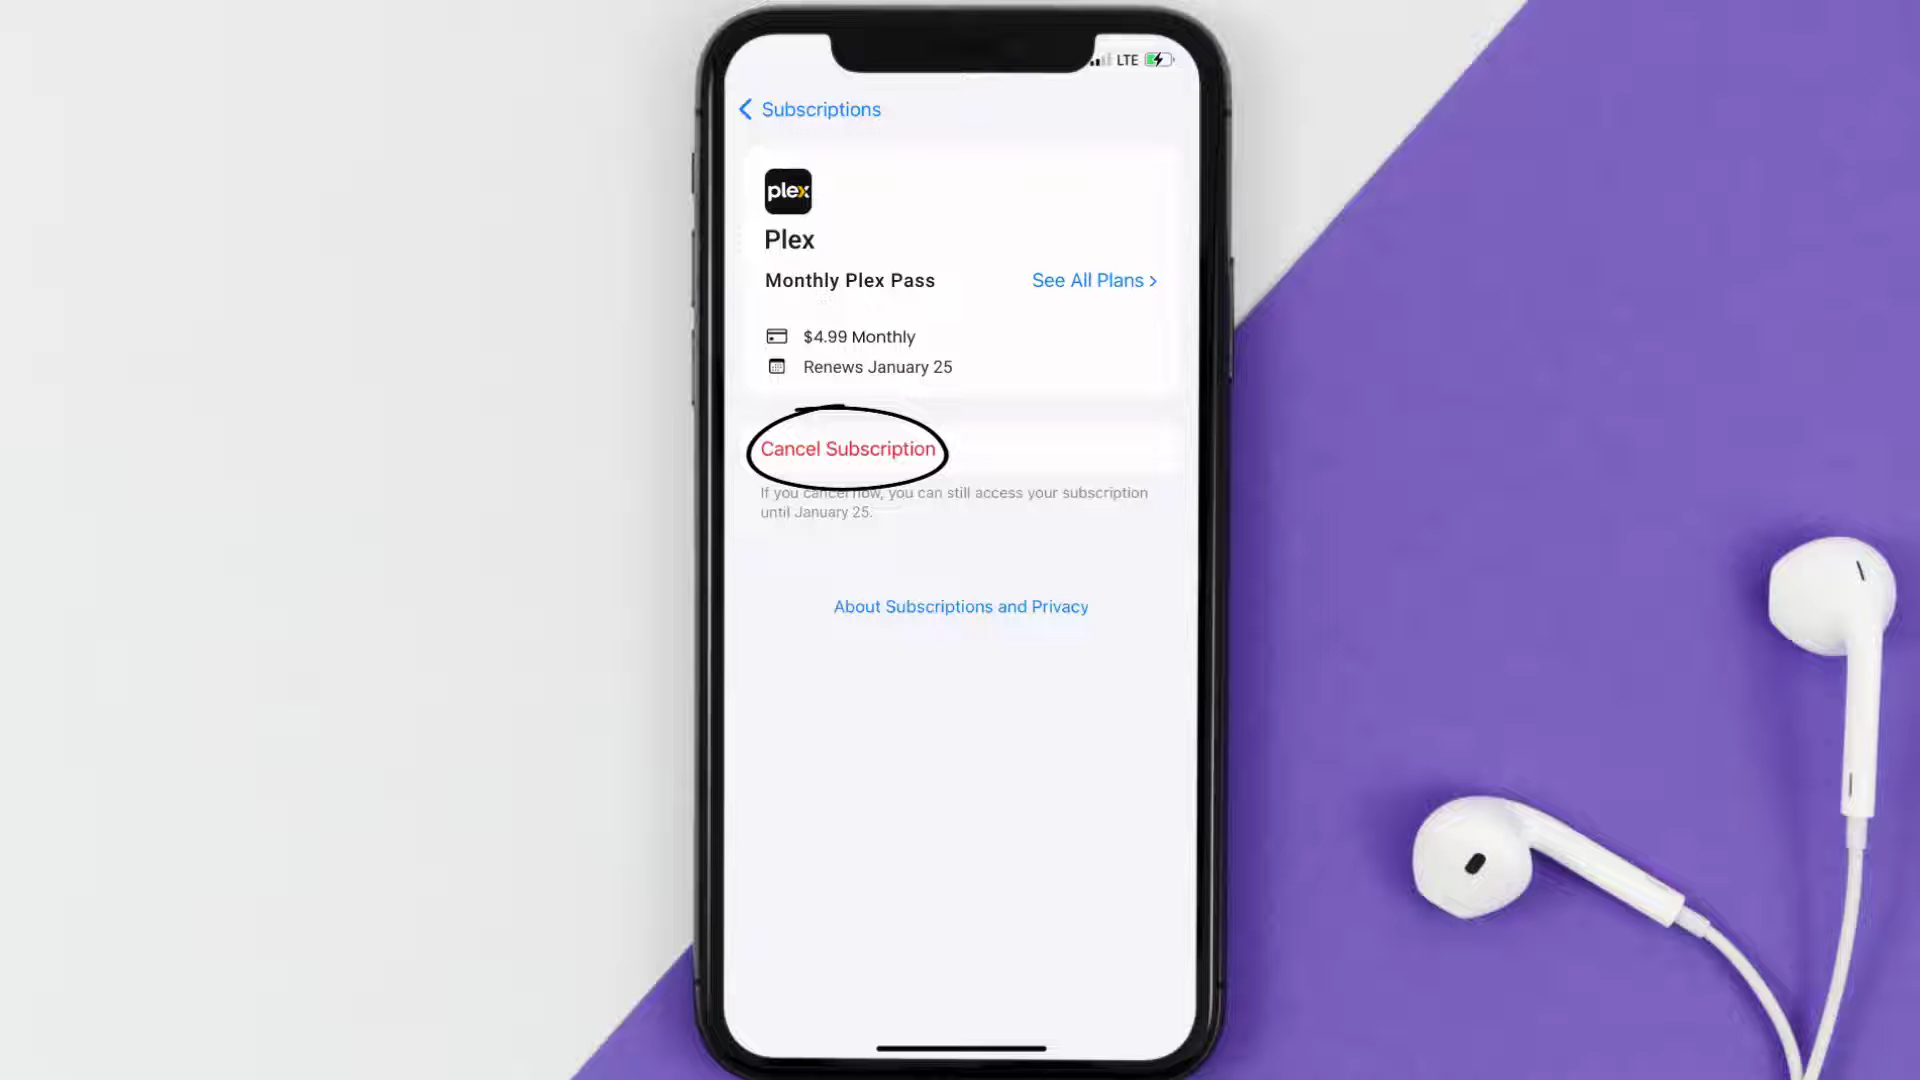 LTE
Subscriptions
plex
Plex
Monthly Plex Pass
See All Plans
$4.99 Monthly
Renews January 25
Cancel Subscription
If you cancel now, you can still access your subscription
until January 25.
About Subscriptions and Privacy